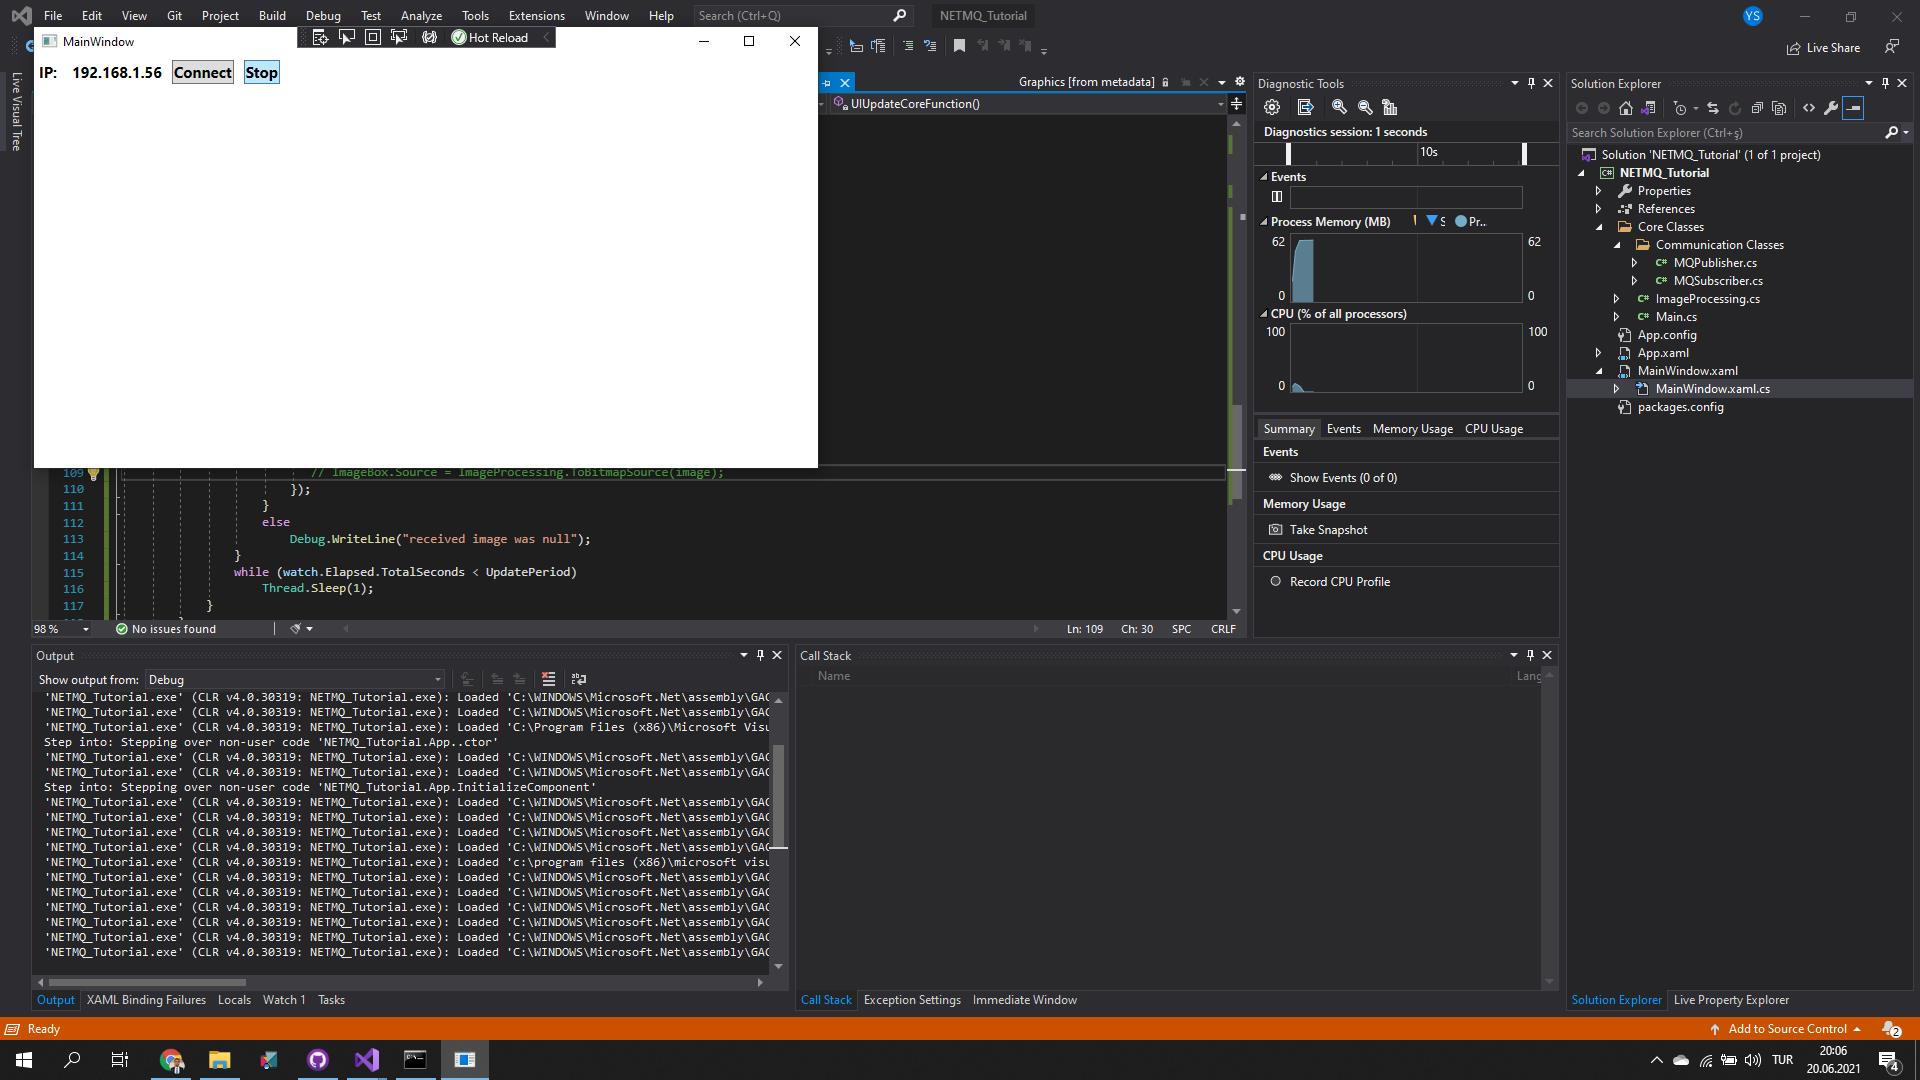 File Edit View Git Project Build Debug Test Analyze Tools Extensions Window Help Search (Ctrl+Q) NETMQ_Tutorial YS
MainWindow Hot Reload Live Share
IP: 192.168.1.56 Connect Stop
Live Visual Tree
Graphics [from metadata]
UIUpdateCoreFunction()
109 // ImageBox.Source = ImageProcessing.ToBitmapSource(image);
110 });
111 }
112 else
113 Debug.WriteLine("received image was null");
114 }
115 while (watch.Elapsed.TotalSeconds < UpdatePeriod)
116 Thread.Sleep(1);
117 }
98 % No issues found Ln: 109 Ch: 30 SPC CRLF
Diagnostic Tools
Diagnostics session: 1 seconds
10s
Events
Process Memory (MB) S Pr...
62 62
0 0
CPU (% of all processors)
100 100
0 0
Summary Events Memory Usage CPU Usage
Events
Show Events (0 of 0)
Memory Usage
Take Snapshot
CPU Usage
Record CPU Profile
Solution Explorer
Search Solution Explorer (Ctrl+ş)
Solution 'NETMQ_Tutorial' (1 of 1 project)
NETMQ_Tutorial
Properties
References
Core Classes
Communication Classes
MQPublisher.cs
MQSubscriber.cs
ImageProcessing.cs
Main.cs
App.config
App.xaml
MainWindow.xaml
MainWindow.xaml.cs
packages.config
Output
Show output from: Debug
'NETMQ_Tutorial.exe' (CLR v4.0.30319: NETMQ_Tutorial.exe): Loaded 'C:\WINDOWS\Microsoft.Net\assembly\GAC
'NETMQ_Tutorial.exe' (CLR v4.0.30319: NETMQ_Tutorial.exe): Loaded 'C:\WINDOWS\Microsoft.Net\assembly\GAC
'NETMQ_Tutorial.exe' (CLR v4.0.30319: NETMQ_Tutorial.exe): Loaded 'C:\Program Files (x86)\Microsoft Visu
Step into: Stepping over non-user code 'NETMQ_Tutorial.App..ctor'
'NETMQ_Tutorial.exe' (CLR v4.0.30319: NETMQ_Tutorial.exe): Loaded 'C:\WINDOWS\Microsoft.Net\assembly\GAC
'NETMQ_Tutorial.exe' (CLR v4.0.30319: NETMQ_Tutorial.exe): Loaded 'C:\WINDOWS\Microsoft.Net\assembly\GAC
Step into: Stepping over non-user code 'NETMQ_Tutorial.App.InitializeComponent'
'NETMQ_Tutorial.exe' (CLR v4.0.30319: NETMQ_Tutorial.exe): Loaded 'C:\WINDOWS\Microsoft.Net\assembly\GAC
'NETMQ_Tutorial.exe' (CLR v4.0.30319: NETMQ_Tutorial.exe): Loaded 'C:\WINDOWS\Microsoft.Net\assembly\GAC
'NETMQ_Tutorial.exe' (CLR v4.0.30319: NETMQ_Tutorial.exe): Loaded 'C:\WINDOWS\Microsoft.Net\assembly\GAC
'NETMQ_Tutorial.exe' (CLR v4.0.30319: NETMQ_Tutorial.exe): Loaded 'C:\WINDOWS\Microsoft.Net\assembly\GAC
'NETMQ_Tutorial.exe' (CLR v4.0.30319: NETMQ_Tutorial.exe): Loaded 'c:\program files (x86)\microsoft visu
'NETMQ_Tutorial.exe' (CLR v4.0.30319: NETMQ_Tutorial.exe): Loaded 'C:\WINDOWS\Microsoft.Net\assembly\GAC
'NETMQ_Tutorial.exe' (CLR v4.0.30319: NETMQ_Tutorial.exe): Loaded 'C:\WINDOWS\Microsoft.Net\assembly\GAC
'NETMQ_Tutorial.exe' (CLR v4.0.30319: NETMQ_Tutorial.exe): Loaded 'C:\WINDOWS\Microsoft.Net\assembly\GAC
'NETMQ_Tutorial.exe' (CLR v4.0.30319: NETMQ_Tutorial.exe): Loaded 'C:\WINDOWS\Microsoft.Net\assembly\GAC
'NETMQ_Tutorial.exe' (CLR v4.0.30319: NETMQ_Tutorial.exe): Loaded 'C:\WINDOWS\Microsoft.Net\assembly\GAC
'NETMQ_Tutorial.exe' (CLR v4.0.30319: NETMQ_Tutorial.exe): Loaded 'C:\WINDOWS\Microsoft.Net\assembly\GAC
Output XAML Binding Failures Locals Watch 1 Tasks
Call Stack
Name Lang
Call Stack Exception Settings Immediate Window
Solution Explorer Live Property Explorer
Ready Add to Source Control 2
TUR 20:06
20.06.2021 4